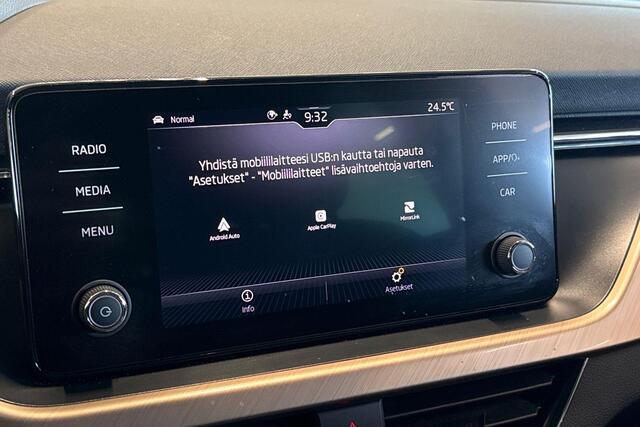 Normal
9:32
24.5°C
RADIO
MEDIA
MENU
PHONE
APP/
CAR
Yhdistä mobiililaitteesi USB:n kautta tai napauta
"Asetukset" - "Mobiililaitteet" lisävaihtoehtoja varten.
Android Auto
Apple CarPlay
MirrorLink
Info
Asetukset